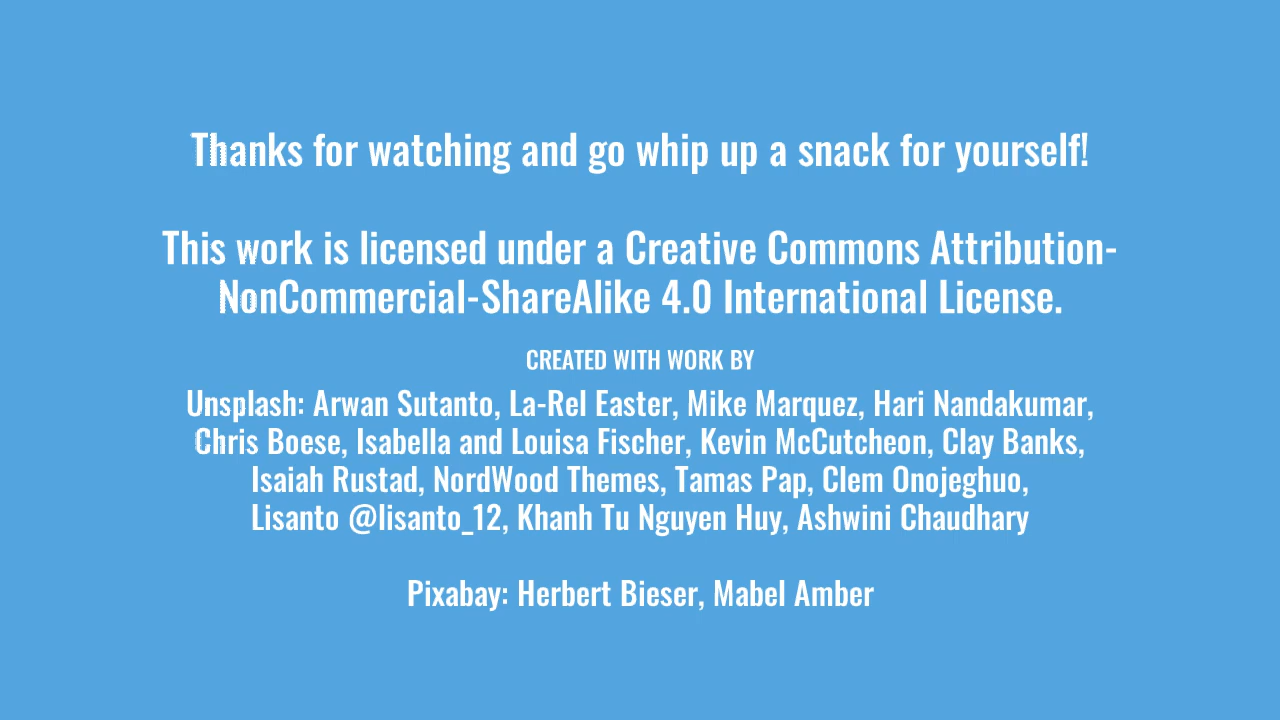 Thanks for watching and go whip up a snack for yourself!
This work is licensed under a Creative Commons Attribution-
NonCommercial-ShareAlike 4.0 International License.
CREATED WITH WORK BY
Unsplash: Arwan Sutanto, La-Rel Easter, Mike Marquez, Hari Nandakumar,
Chris Boese, Isabella and Louisa Fischer, Kevin McCutcheon, Clay Banks,
Isaiah Rustad, NordWood Themes, Tamas Pap, Clem Onojeghuo,
Lisanto @lisanto_12, Khanh Tu Nguyen Huy, Ashwini Chaudhary
Pixabay: Herbert Bieser, Mabel Amber